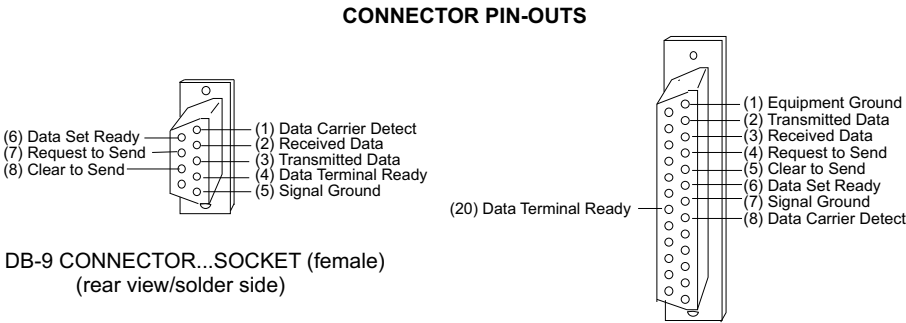 CONNECTOR PIN-OUTS
(6) Data Set Ready
(7) Request to Send
(8) Clear to Send
(1) Data Carrier Detect
(2) Received Data
(3) Transmitted Data
(4) Data Terminal Ready
(5) Signal Ground
DB-9 CONNECTOR...SOCKET (female)
(rear view/solder side)
(20) Data Terminal Ready
(1) Equipment Ground
(2) Transmitted Data
(3) Received Data
(4) Request to Send
(5) Clear to Send
(6) Data Set Ready
(7) Signal Ground
(8) Data Carrier Detect